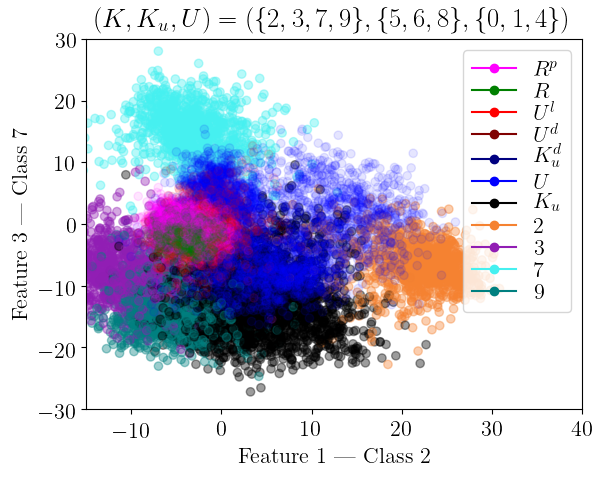 (K, K_u, U) = ({2, 3, 7, 9}, {5, 6, 8}, {0, 1, 4})
30
20
10
0
−10
−20
−30
Feature 3 — Class 7
R^p
R
U^l
U^d
K_u^d
U
K_u
2
3
7
9
−10 0 10 20 30 40
Feature 1 — Class 2